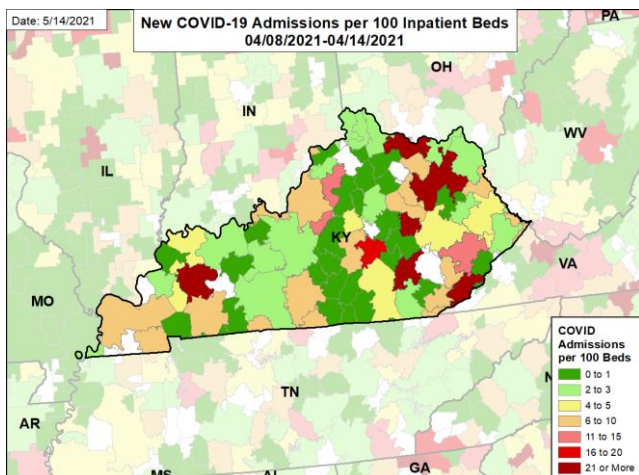 Date: 5/14/2021
New COVID-19 Admissions per 100 Inpatient Beds
04/08/2021-04/14/2021
PA
OH
IN
WV
IL
KY
VA
MO
TN
AR
MS
GA
COVID
Admissions
per 100 Beds
0 to 1
2 to 3
4 to 5
6 to 10
11 to 15
16 to 20
21 or More